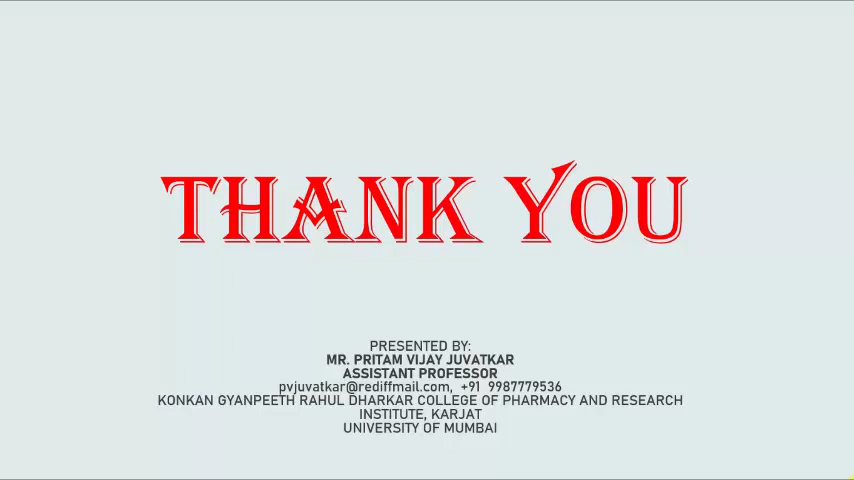 THANK YOU
PRESENTED BY:
MR. PRITAM VIJAY JUVATKAR
ASSISTANT PROFESSOR
pvjuvatkar@rediffmail.com, +91 9987779536
KONKAN GYANPEETH RAHUL DHARKAR COLLEGE OF PHARMACY AND RESEARCH
INSTITUTE, KARJAT
UNIVERSITY OF MUMBAI